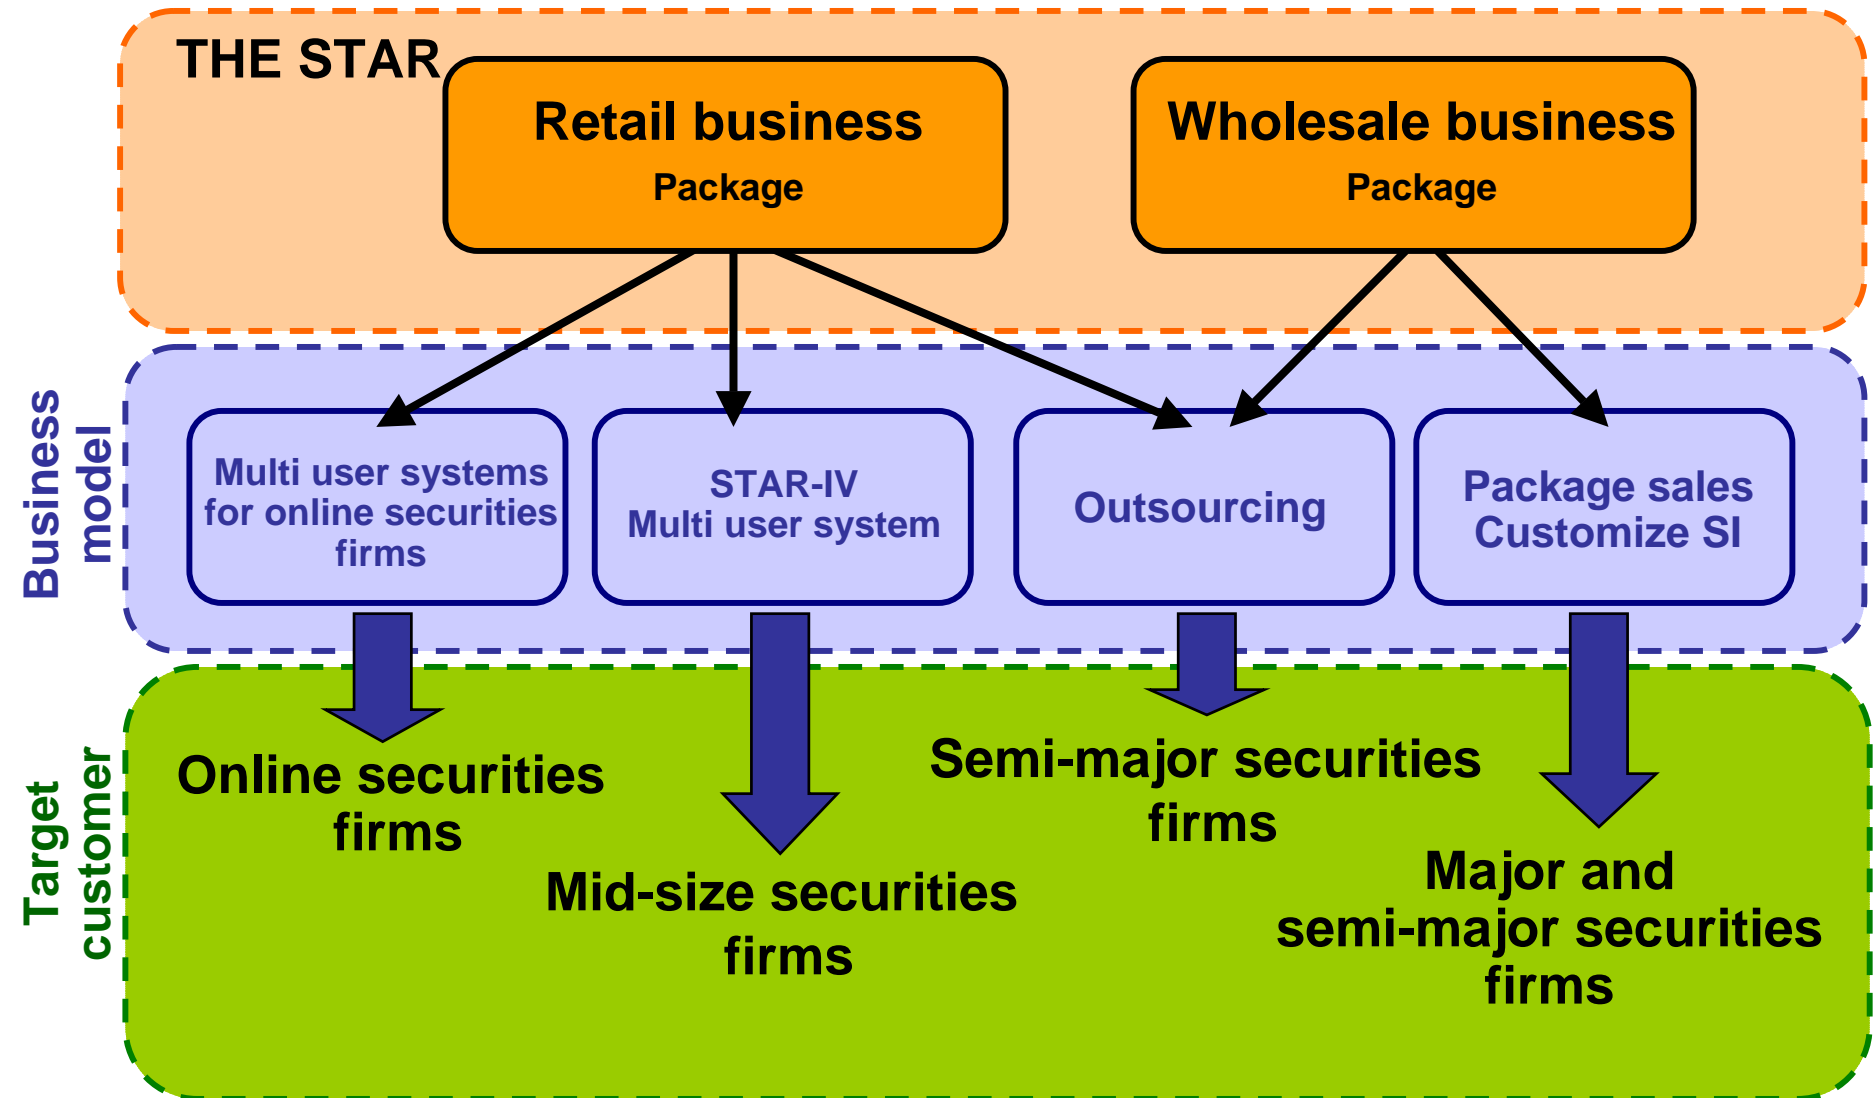 THE STAR
Retail business
Package
Wholesale business
Package
Business
model
Multi user systems
for online securities
firms
STAR-IV
Multi user system
Outsourcing
Package sales
Customize SI
Target
customer
Online securities
firms
Mid-size securities
firms
Semi-major securities
firms
Major and
semi-major securities
firms